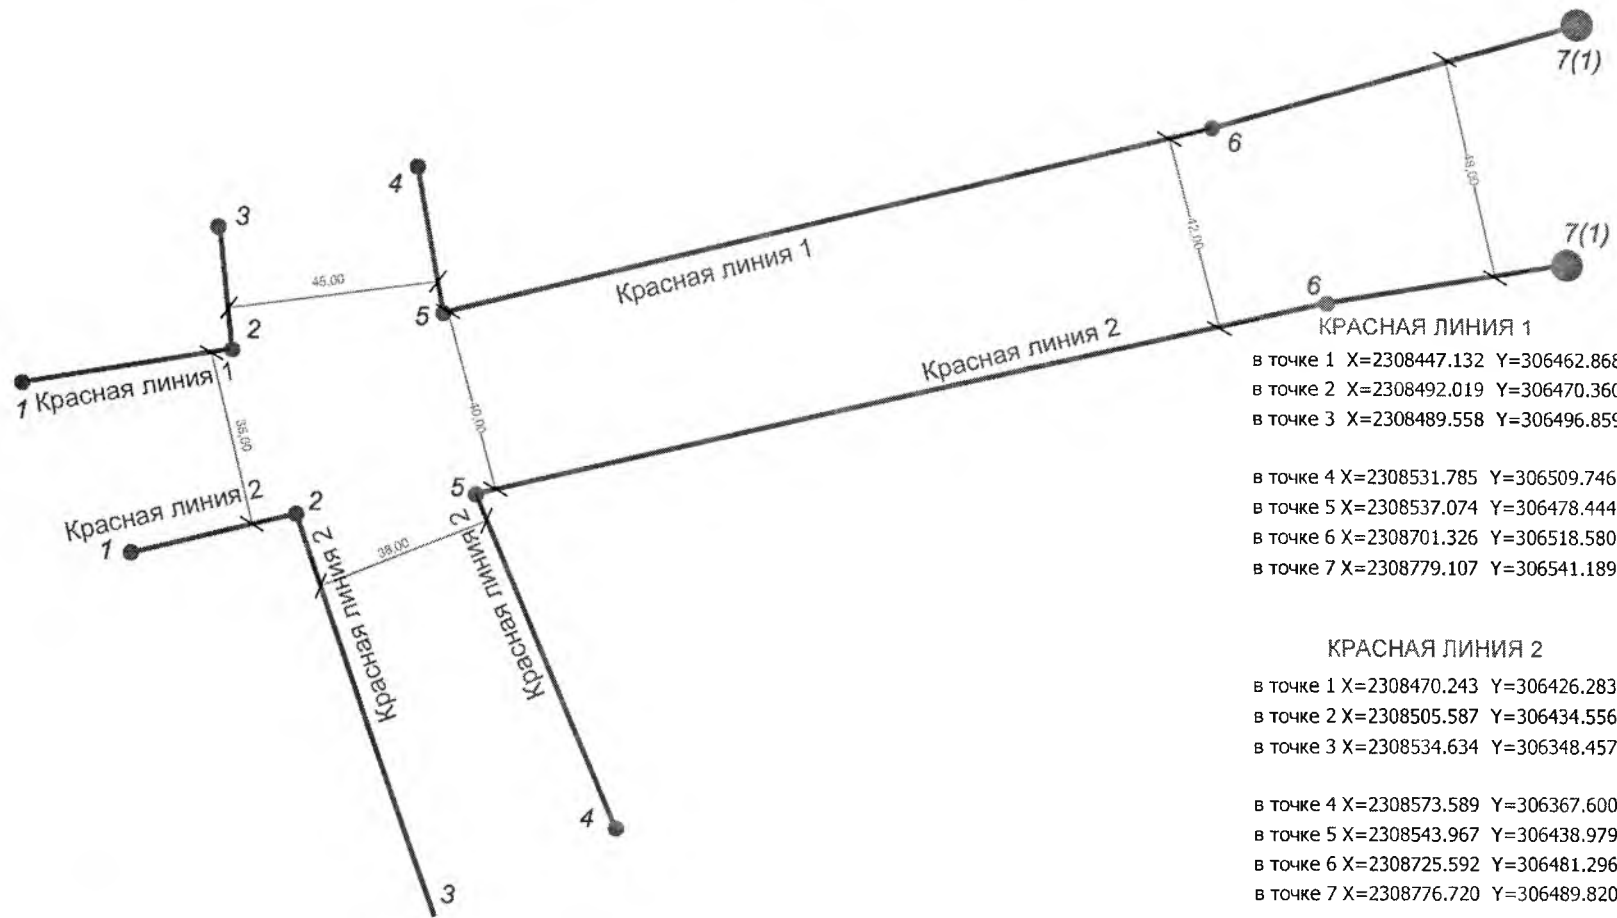 7(1)
6
4
48,00
3
7(1)
42,00
Красная линия 1
45,00
6
5
2
Красная линия 2
1 Красная линия 1
40,00
35,00
5
2
Красная линия 2
1
38,00
Красная линия 2
Красная линия 2
4
3
КРАСНАЯ ЛИНИЯ 1
в точке 1 X=2308447.132 Y=306462.868
в точке 2 X=2308492.019 Y=306470.360
в точке 3 X=2308489.558 Y=306496.859
в точке 4 X=2308531.785 Y=306509.746
в точке 5 X=2308537.074 Y=306478.444
в точке 6 X=2308701.326 Y=306518.580
в точке 7 X=2308779.107 Y=306541.189
КРАСНАЯ ЛИНИЯ 2
в точке 1 X=2308470.243 Y=306426.283
в точке 2 X=2308505.587 Y=306434.556
в точке 3 X=2308534.634 Y=306348.457
в точке 4 X=2308573.589 Y=306367.600
в точке 5 X=2308543.967 Y=306438.979
в точке 6 X=2308725.592 Y=306481.296
в точке 7 X=2308776.720 Y=306489.820